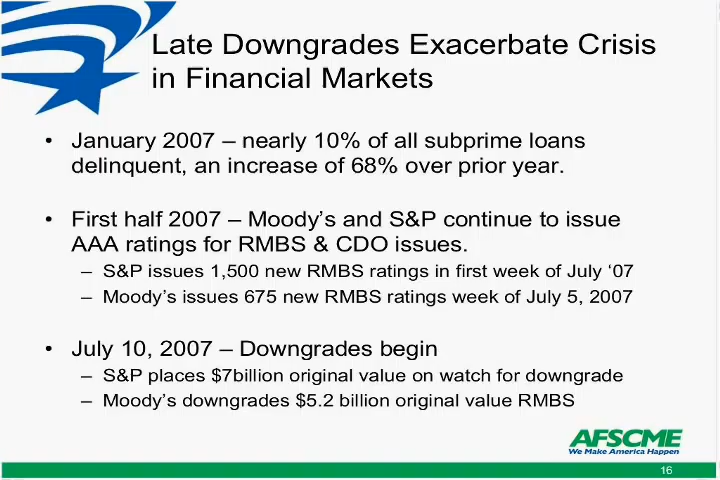 Late Downgrades Exacerbate Crisis
in Financial Markets
• January 2007 – nearly 10% of all subprime loans
delinquent, an increase of 68% over prior year.
• First half 2007 – Moody's and S&P continue to issue
AAA ratings for RMBS & CDO issues.
– S&P issues 1,500 new RMBS ratings in first week of July ‘07
– Moody's issues 675 new RMBS ratings week of July 5, 2007
• July 10, 2007 – Downgrades begin
– S&P places $7billion original value on watch for downgrade
– Moody's downgrades $5.2 billion original value RMBS
AFSCME
We Make America Happen
16